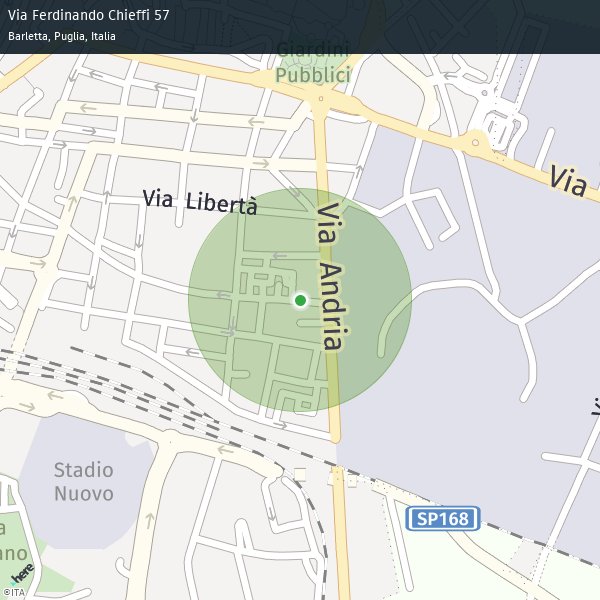 Via Ferdinando Chieffi 57
Barletta, Puglia, Italia
Giardini
Pubblici
Via
Via Libertà
Via Andria
Stadio
Nuovo
SP168
here
©ITA